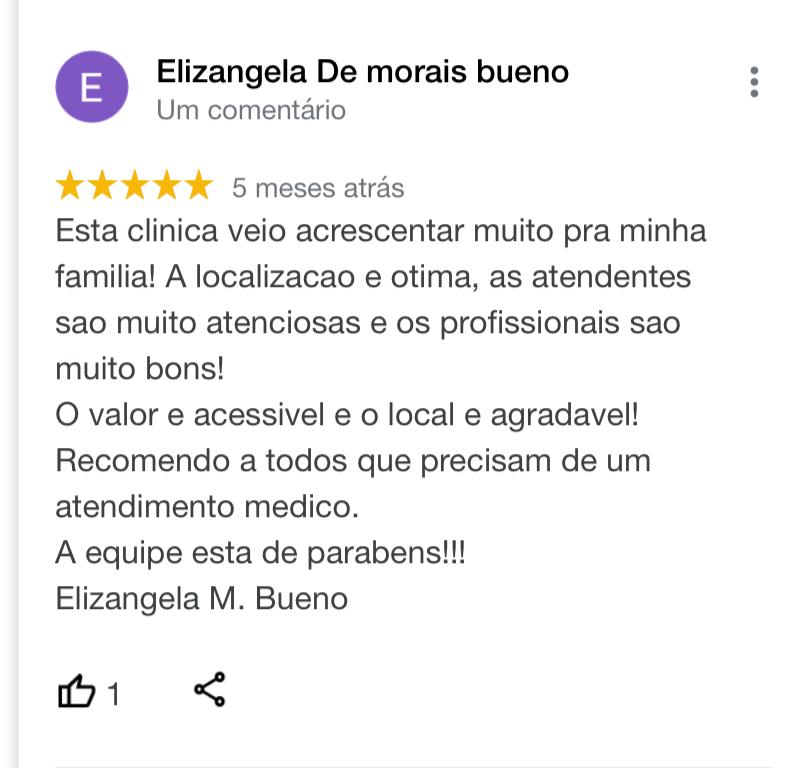 E
Elizangela De morais bueno
Um comentário
5 meses atrás
Esta clinica veio acrescentar muito pra minha
familia! A localizacao e otima, as atendentes
sao muito atenciosas e os profissionais sao
muito bons!
O valor e acessivel e o local e agradavel!
Recomendo a todos que precisam de um
atendimento medico.
A equipe esta de parabens!!!
Elizangela M. Bueno
1